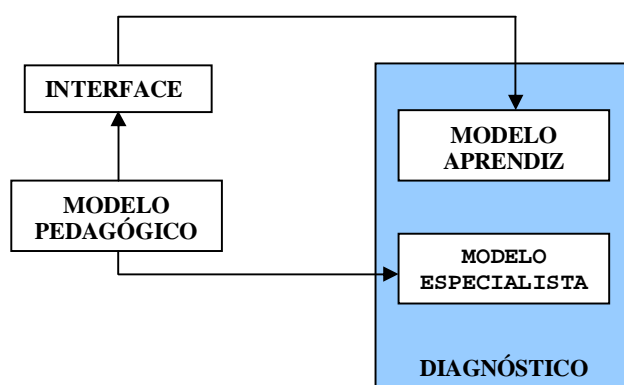 INTERFACE
MODELO
APRENDIZ
MODELO
PEDAGÓGICO
MODELO
ESPECIALISTA
DIAGNÓSTICO